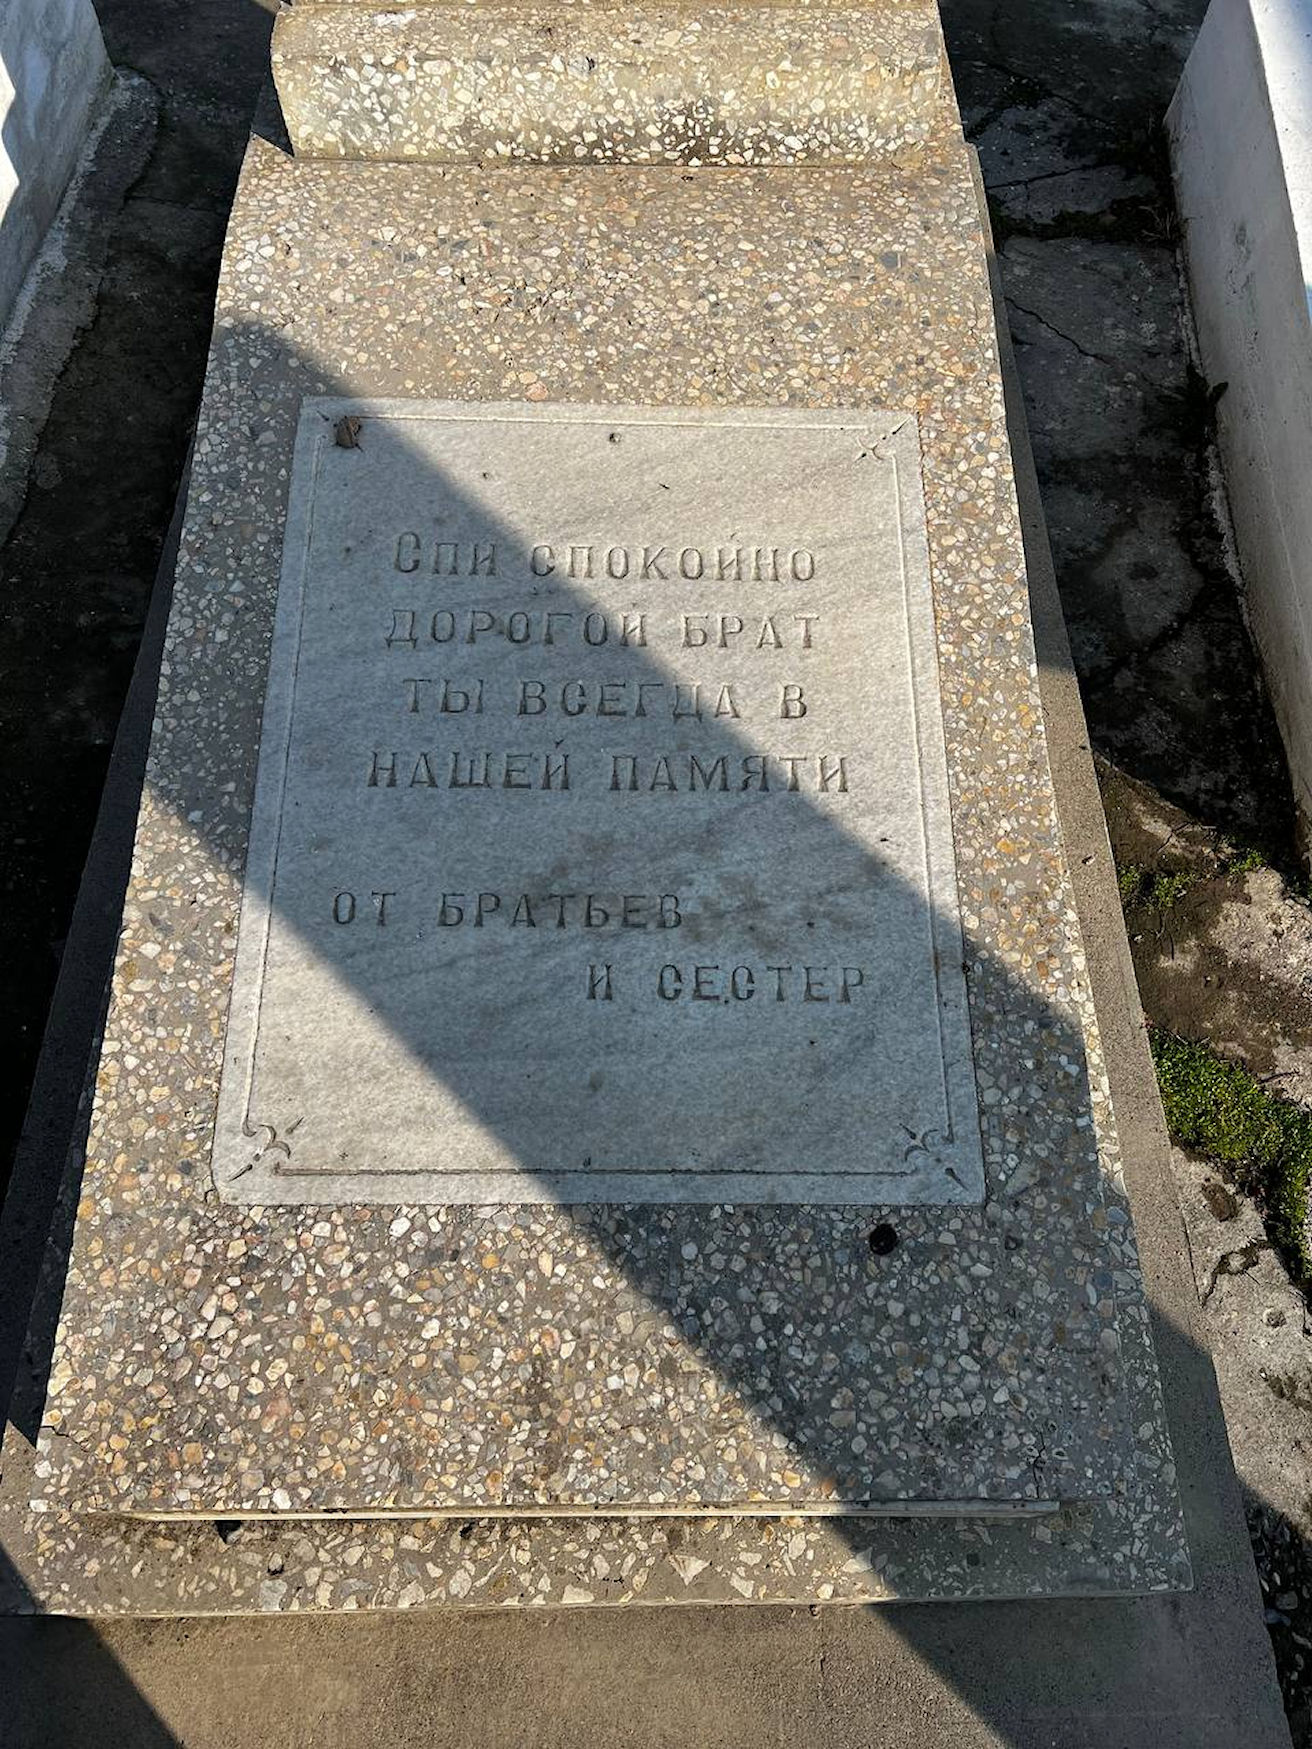 Спи спокойно
дорогой брат
ты всегда в
нашей памяти
от братьев
и сестер